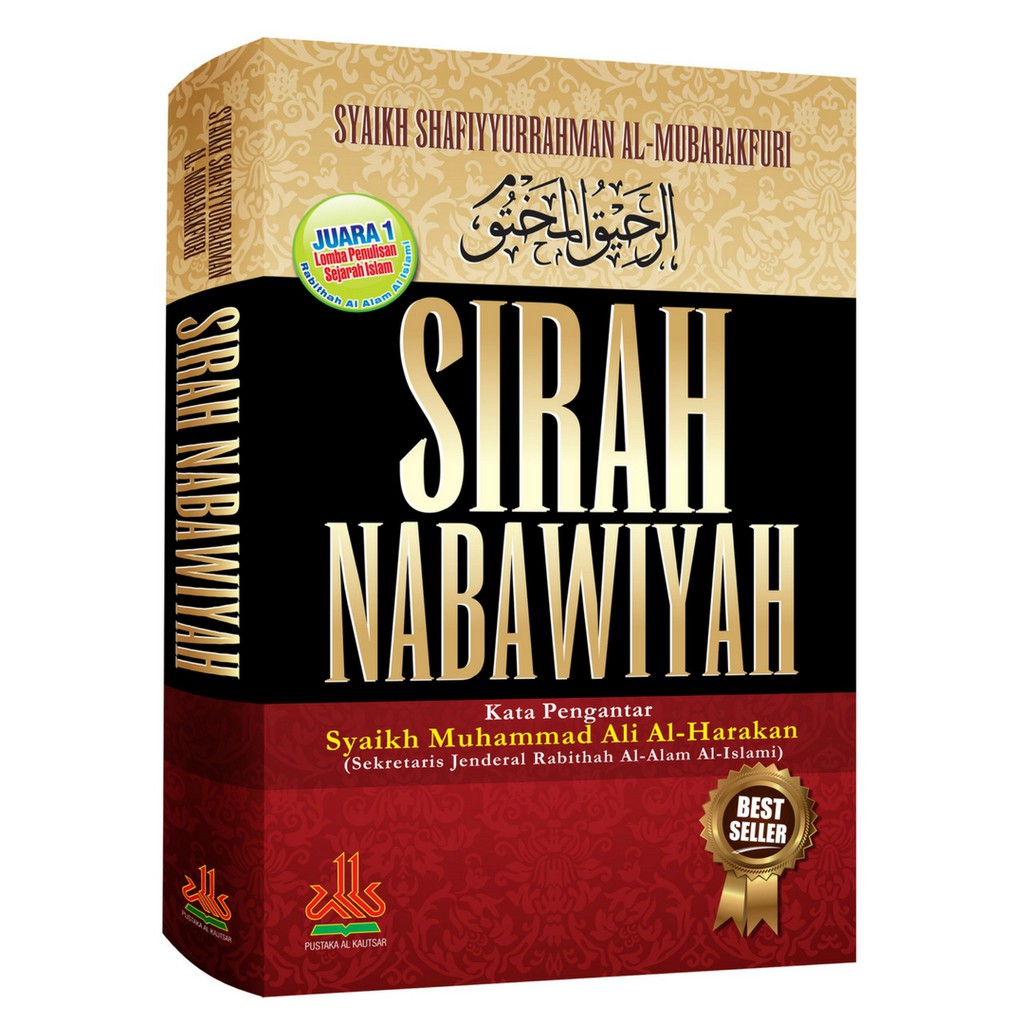 SYAIKH SHAFIYYURRAHMAN AL-MUBARAKFURI
الرحيق المختوم
JUARA 1
Lomba Penulisan
Sejarah Islam
Rabithah Al Alam Al Islami
SIRAH
NABAWIYAH
Kata Pengantar
Syaikh Muhammad Ali Al-Harakan
(Sekretaris Jenderal Rabithah Al-Alam Al-Islami)
BEST
SELLER
PUSTAKA AL KAUTSAR
SYAIKH SHAFIYYURRAHMAN
AL-MUBARAKFURI
SIRAH NABAWIYAH
PUSTAKA AL KAUTSAR